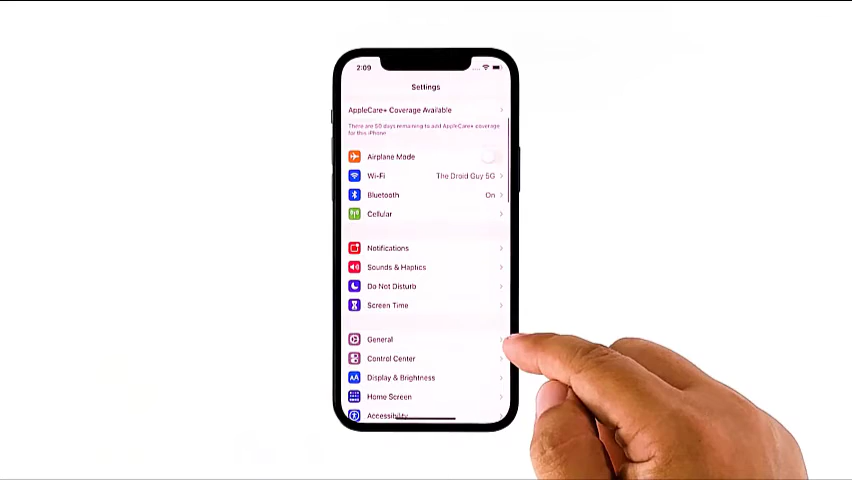 2:09
Settings
AppleCare+ Coverage Available
There are 50 days remaining to add AppleCare+ coverage
for this iPhone.
Airplane Mode
Wi-Fi The Droid Guy 5G
Bluetooth On
Cellular
Notifications
Sounds & Haptics
Do Not Disturb
Screen Time
General
Control Center
AA Display & Brightness
Home Screen
Accessibility